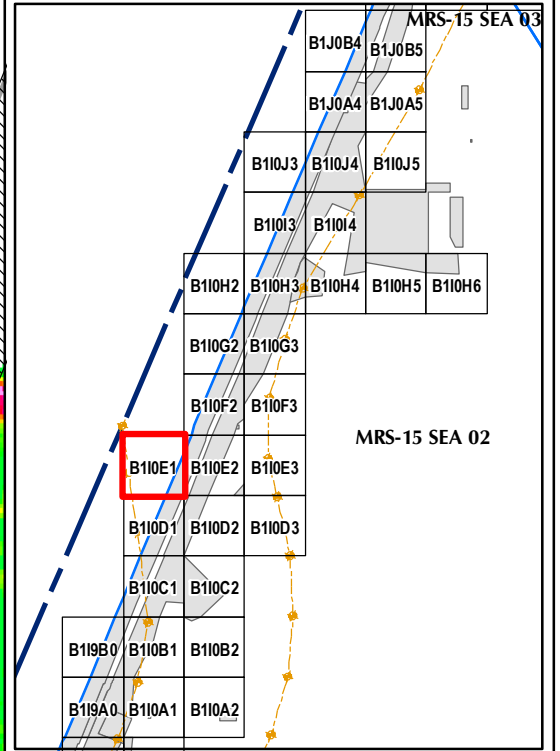 MRS-15 SEA 03
B1J0B4 B1J0B5
B1J0A4 B1J0A5
B1I0J3 B1I0J4 B1I0J5
B1I0I3 B1I0I4
B1I0H2 B1I0H3 B1I0H4 B1I0H5 B1I0H6
B1I0G2 B1I0G3
B1I0F2 B1I0F3
MRS-15 SEA 02
B1I0E1 B1I0E2 B1I0E3
B1I0D1 B1I0D2 B1I0D3
B1I0C1 B1I0C2
B1I9B0 B1I0B1 B1I0B2
B1I9A0 B1I0A1 B1I0A2